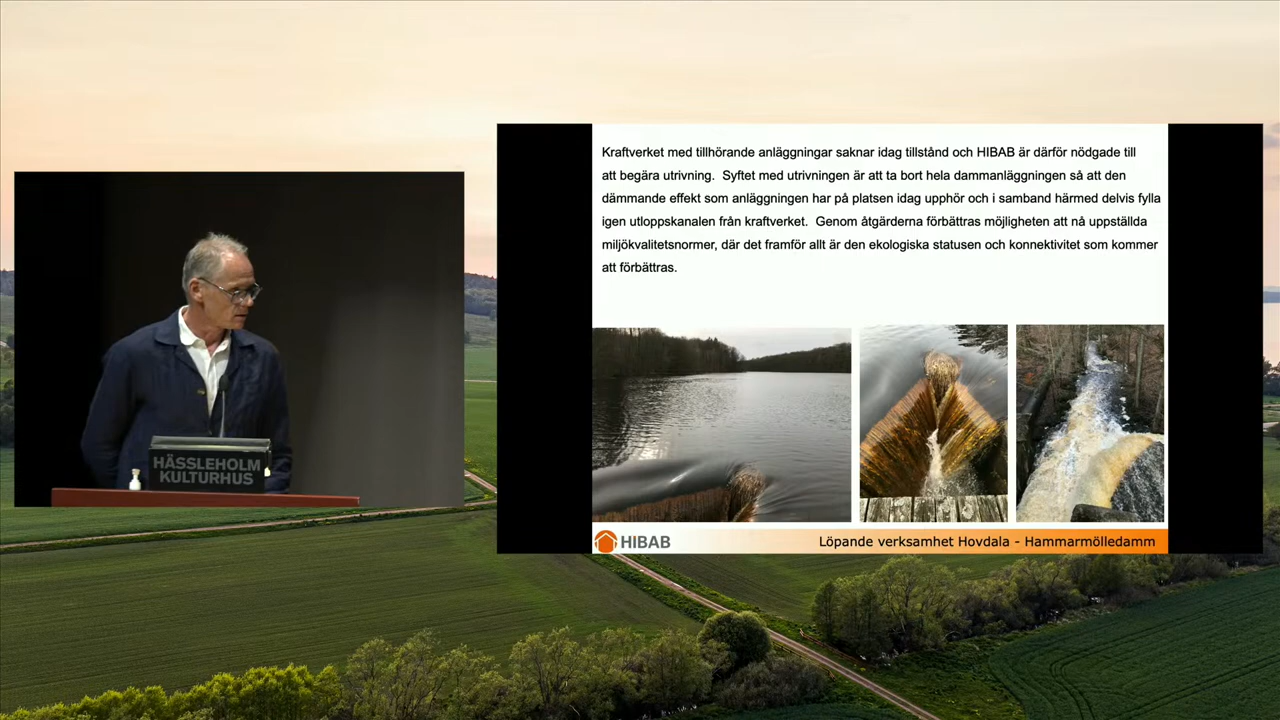 Kraftverket med tillhörande anläggningar saknar idag tillstånd och HIBAB är därför nödgade till
att begära utrivning.  Syftet med utrivningen är att ta bort hela dammanläggningen så att den
dämmande effekt som anläggningen har på platsen idag upphör och i samband härmed delvis fylla
igen utloppskanalen från kraftverket.  Genom åtgärderna förbättras möjligheten att nå uppställda
miljökvalitetsnormer, där det framför allt är den ekologiska statusen och konnektivitet som kommer
att förbättras.
HÄSSLEHOLM
KULTURHUS
HIBAB
Löpande verksamhet Hovdala - Hammarmölledamm